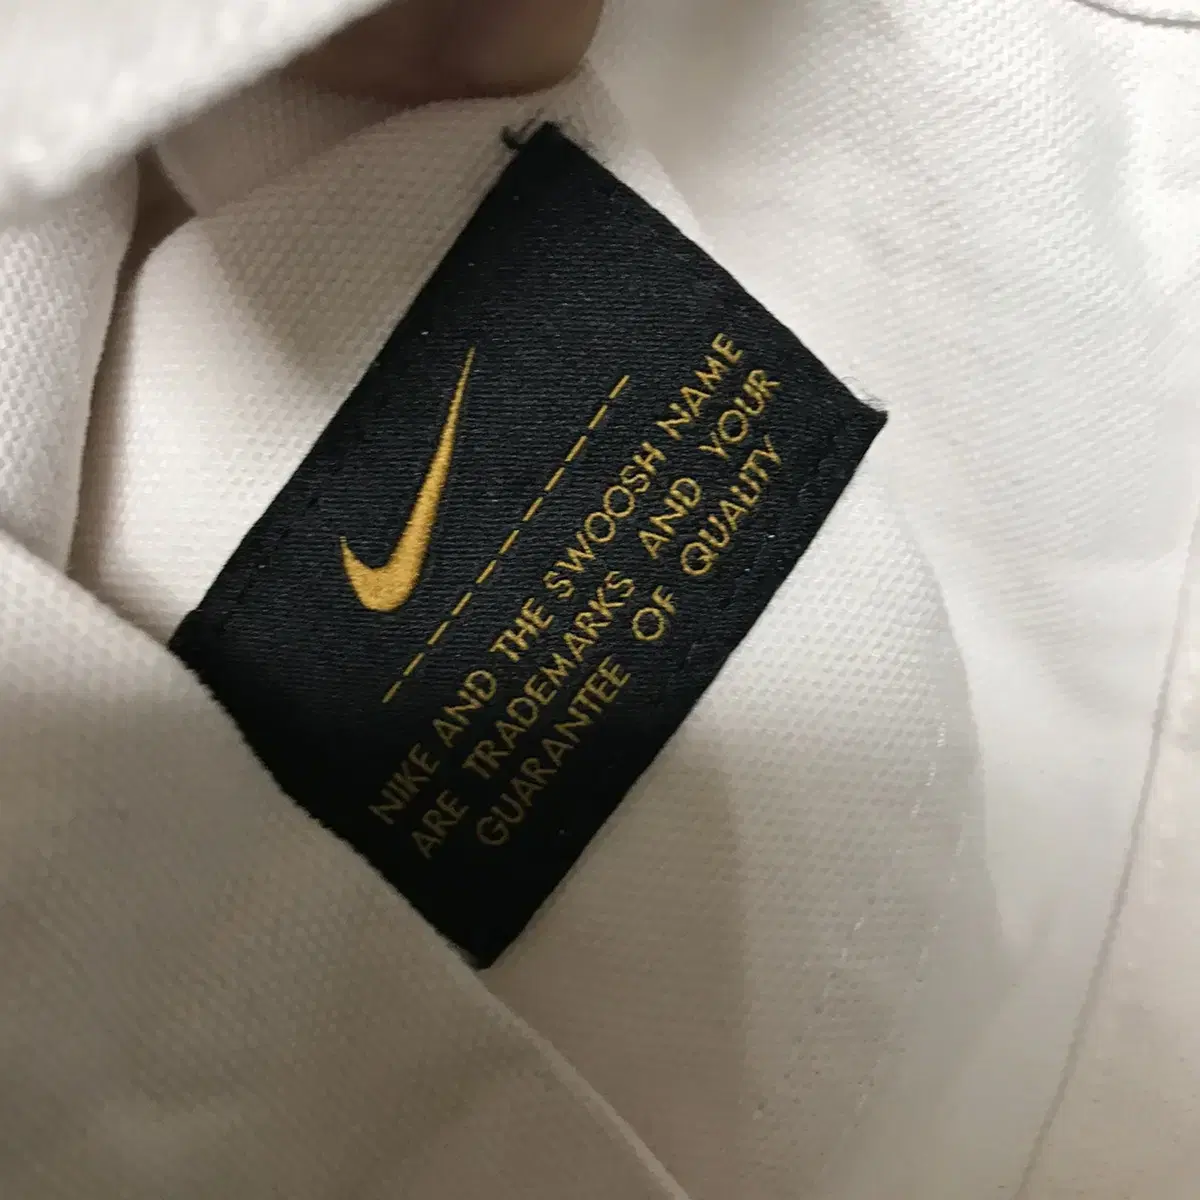 NIKE AND THE SWOOSH NAME
ARE TRADEMARKS AND YOUR
GUARANTEE OF QUALITY